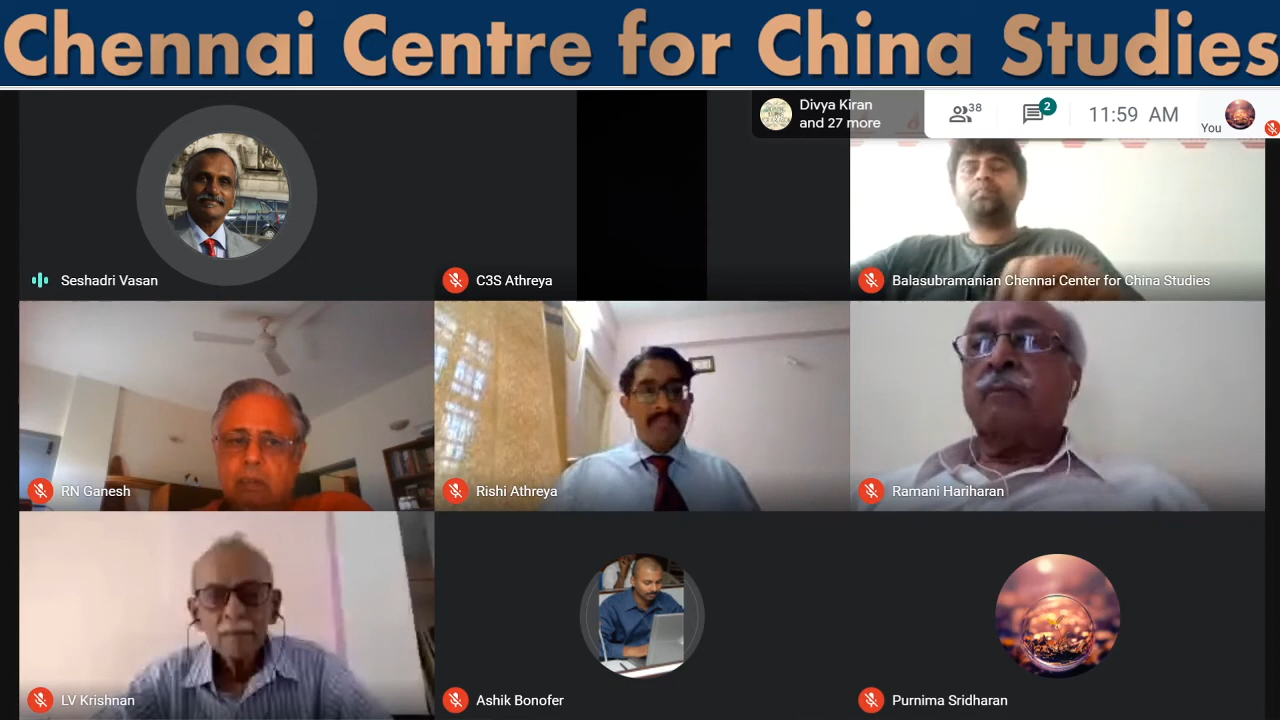 Chennai Centre for China Studies
Divya Kiran
and 27 more
38
2
11:59 AM
You
Seshadri Vasan
C3S Athreya
Balasubramanian Chennai Center for China Studies
RN Ganesh
Rishi Athreya
Ramani Hariharan
LV Krishnan
Ashik Bonofer
Purnima Sridharan